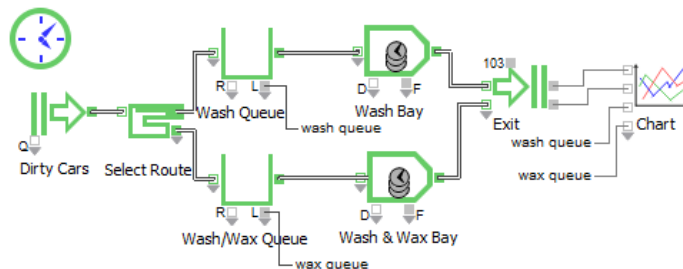 103
R L
D F
Wash Queue
Wash Bay
wash queue
Exit
Chart
Q
Dirty Cars
Select Route
wash queue
wax queue
R L
D F
Wash/Wax Queue
Wash & Wax Bay
wax queue